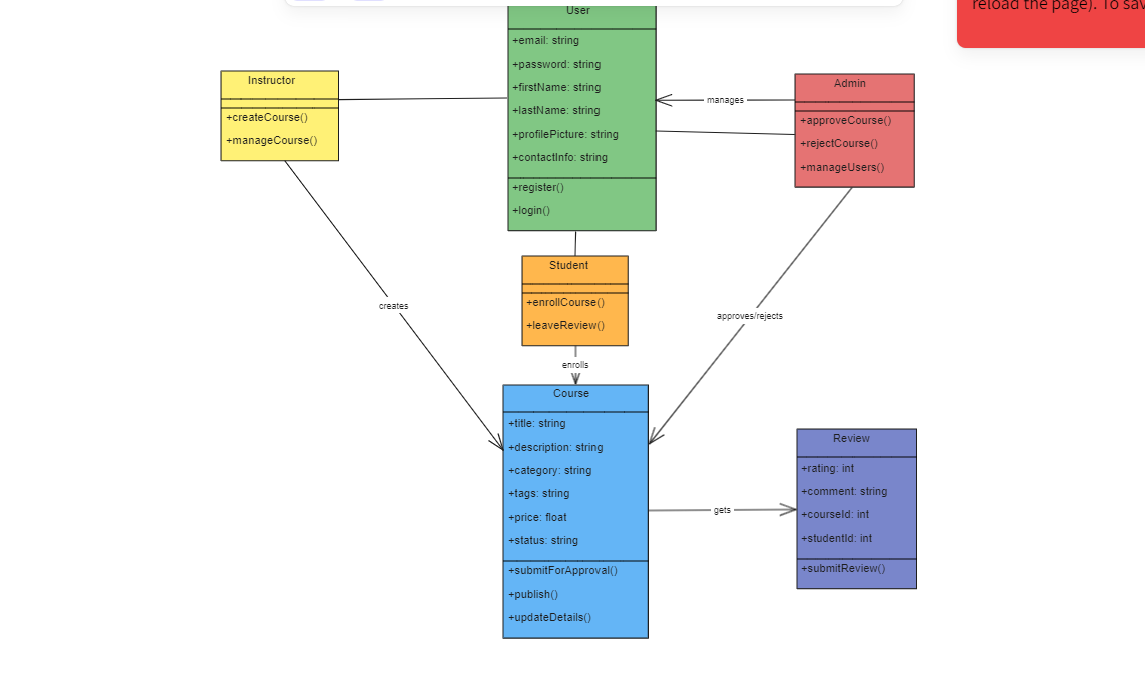 reload the page). To sav
User
+email: string
+password: string
+firstName: string
+lastName: string
+profilePicture: string
+contactInfo: string
+register()
+login()
Instructor
+createCourse()
+manageCourse()
manages
Admin
+approveCourse()
+rejectCourse()
+manageUsers()
Student
+enrollCourse()
+leaveReview()
creates
approves/rejects
enrolls
Course
+title: string
+description: string
+category: string
+tags: string
+price: float
+status: string
+submitForApproval()
+publish()
+updateDetails()
gets
Review
+rating: int
+comment: string
+courseId: int
+studentId: int
+submitReview()